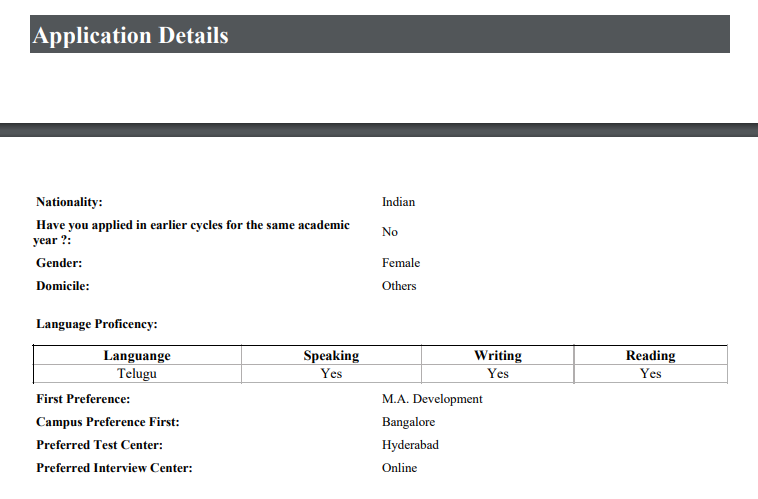 Application Details
Nationality: Indian
Have you applied in earlier cycles for the same academic
year ?: No
Gender: Female
Domicile: Others
Language Proficency:
Languange Speaking Writing Reading
Telugu Yes Yes Yes
First Preference: M.A. Development
Campus Preference First: Bangalore
Preferred Test Center: Hyderabad
Preferred Interview Center: Online